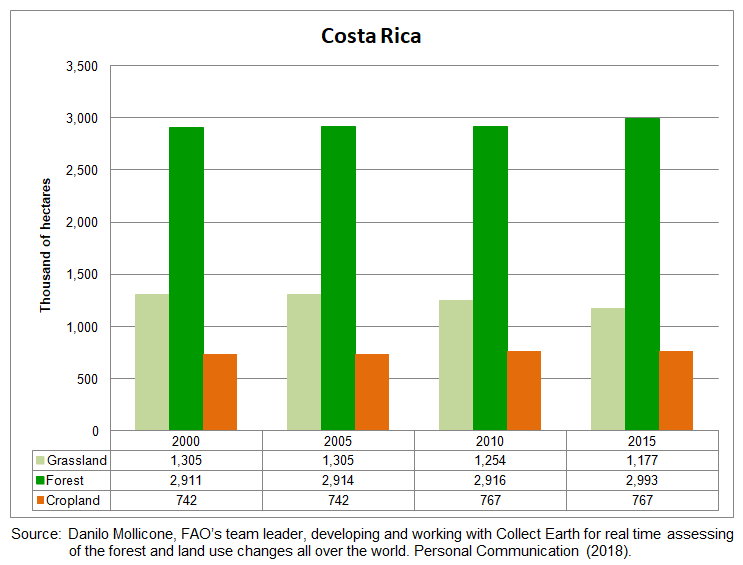 Costa Rica
3,500
3,000
2,500
2,000
1,500
1,000
500
0
Thousand of hectares
2000 2005 2010 2015
Grassland 1,305 1,305 1,254 1,177
Forest 2,911 2,914 2,916 2,993
Cropland 742 742 767 767
Source: Danilo Mollicone, FAO’s team leader, developing and working with Collect Earth for real time assessing
of the forest and land use changes all over the world. Personal Communication (2018).